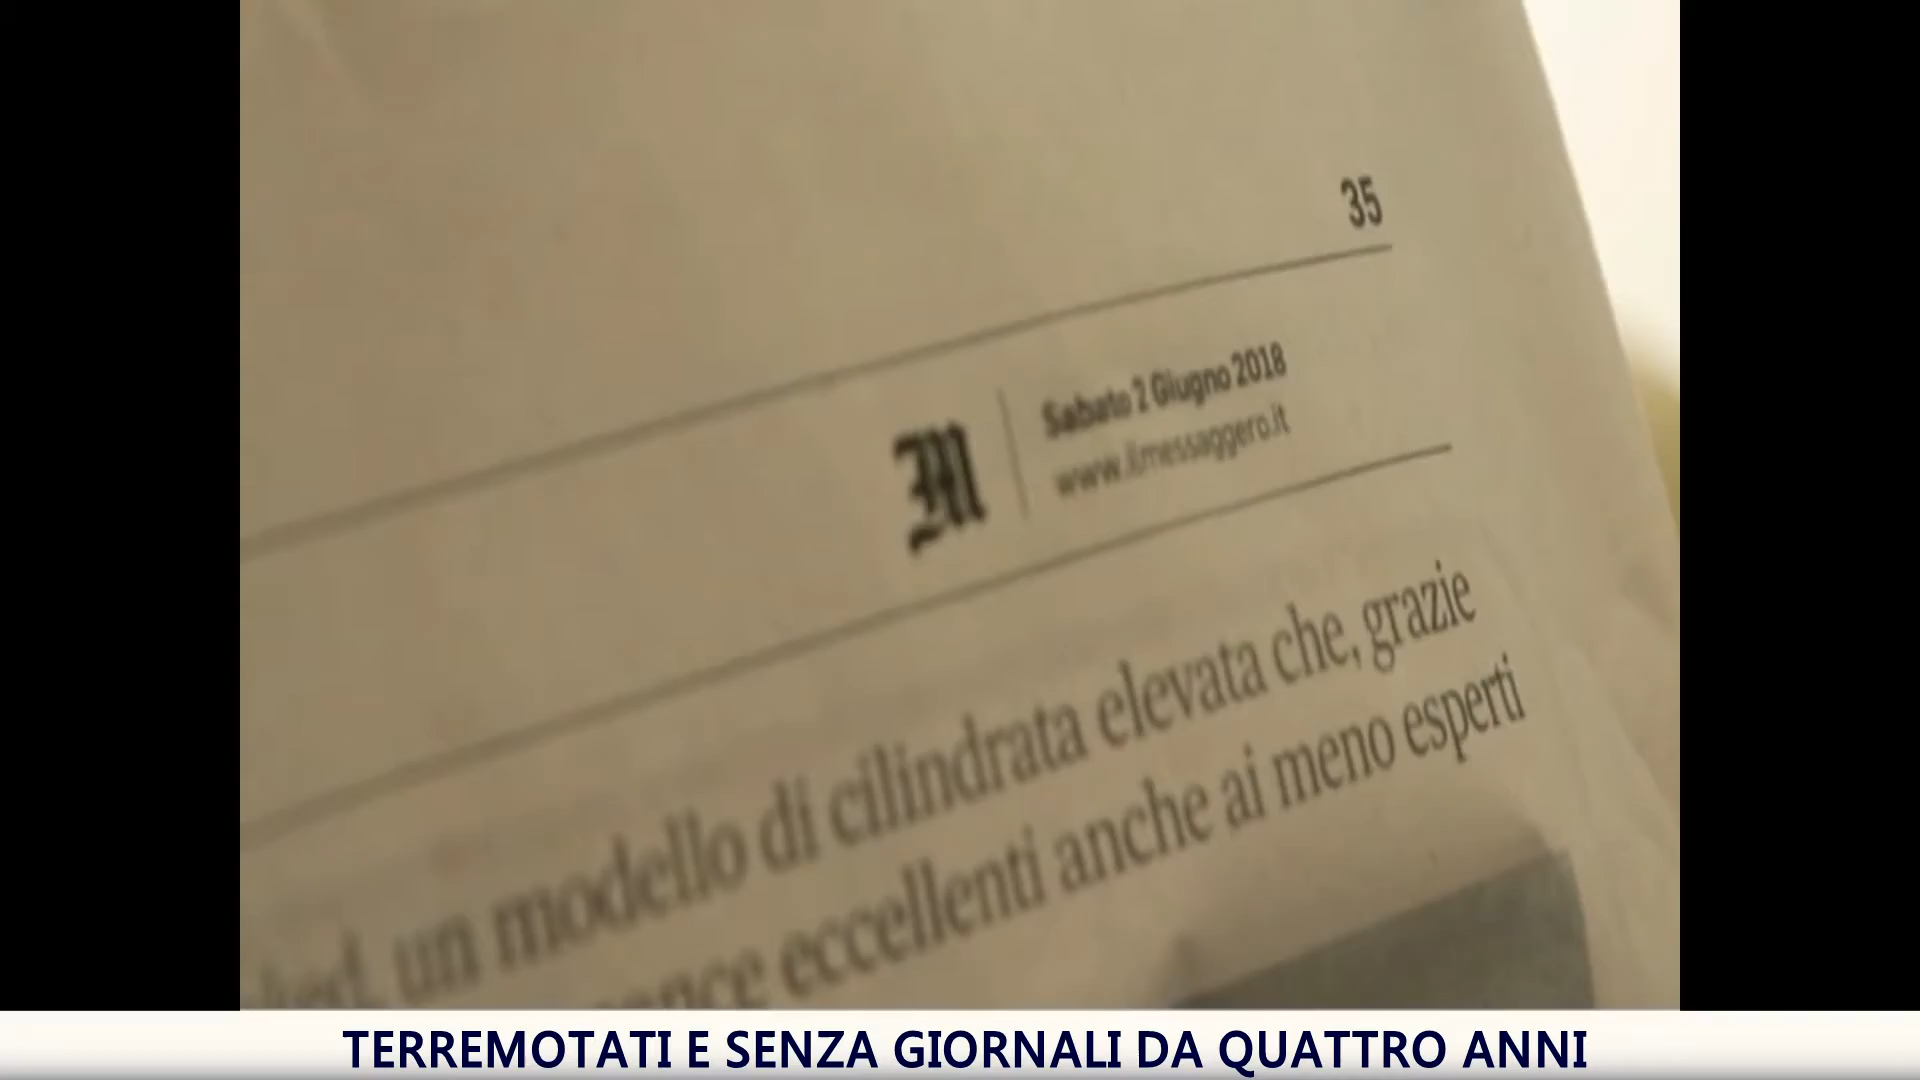 35
M
Sabato 2 Giugno 2018
www.ilmessaggero.it
un modello di cilindrata elevata che, grazie
eccellenti anche ai meno esperti
TERREMOTATI E SENZA GIORNALI DA QUATTRO ANNI